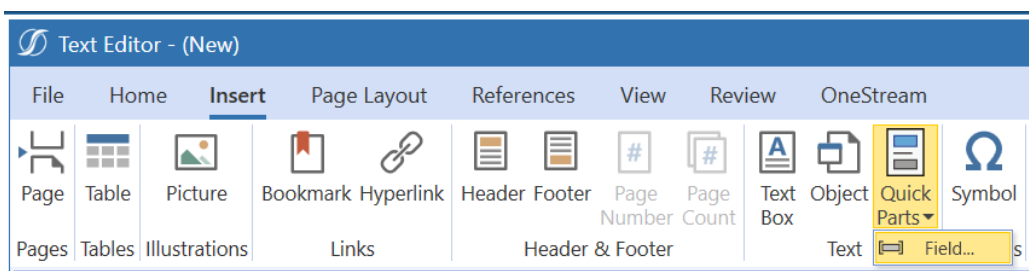 Text Editor - (New)
File Home Insert Page Layout References View Review OneStream
Page Table Picture Bookmark Hyperlink Header Footer Page Number Page Count Text Box Object Quick Parts Symbol
Pages Tables Illustrations Links Header & Footer Text s
Field...